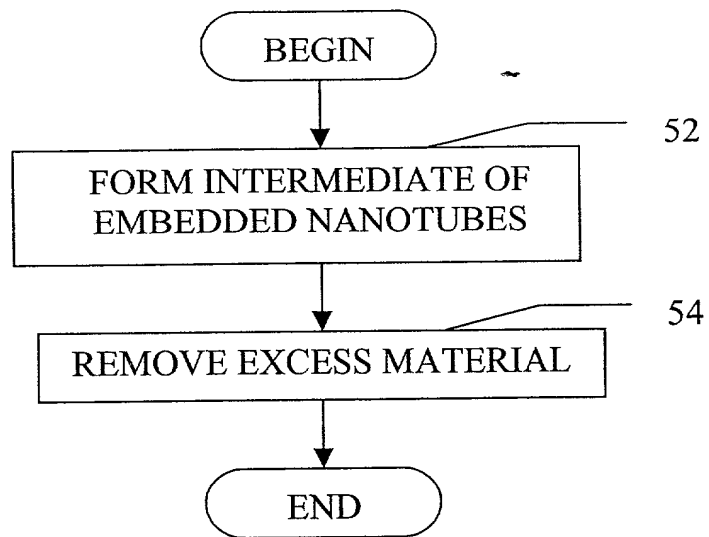 BEGIN
52
FORM INTERMEDIATE OF
EMBEDDED NANOTUBES
54
REMOVE EXCESS MATERIAL
END